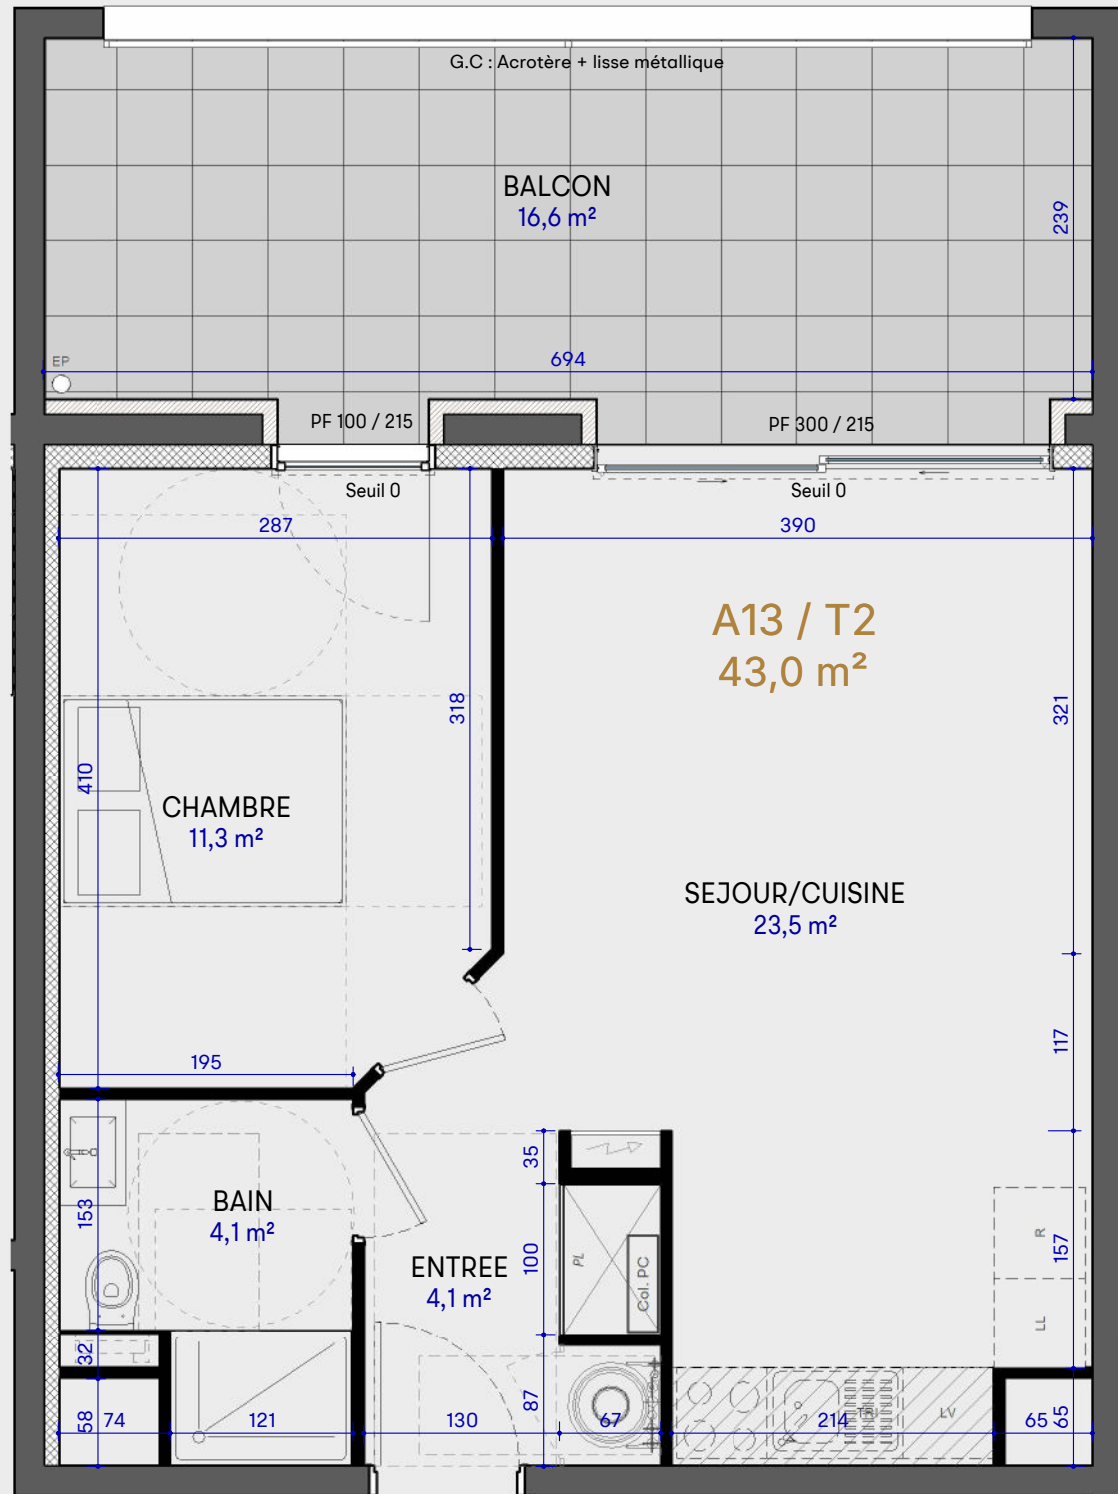 G.C : Acrotère + lisse métallique
BALCON
16,6 m²
239
EP
694
PF 100 / 215
PF 300 / 215
Seuil 0
Seuil 0
287
390
A13 / T2
43,0 m²
318
321
410
CHAMBRE
11,3 m²
SEJOUR/CUISINE
23,5 m²
117
195
35
BAIN
4,1 m²
153
ENTREE
4,1 m²
100
PL
Col. PC
R
157
LL
32
87
58
74
121
130
67
214
LV
65
65